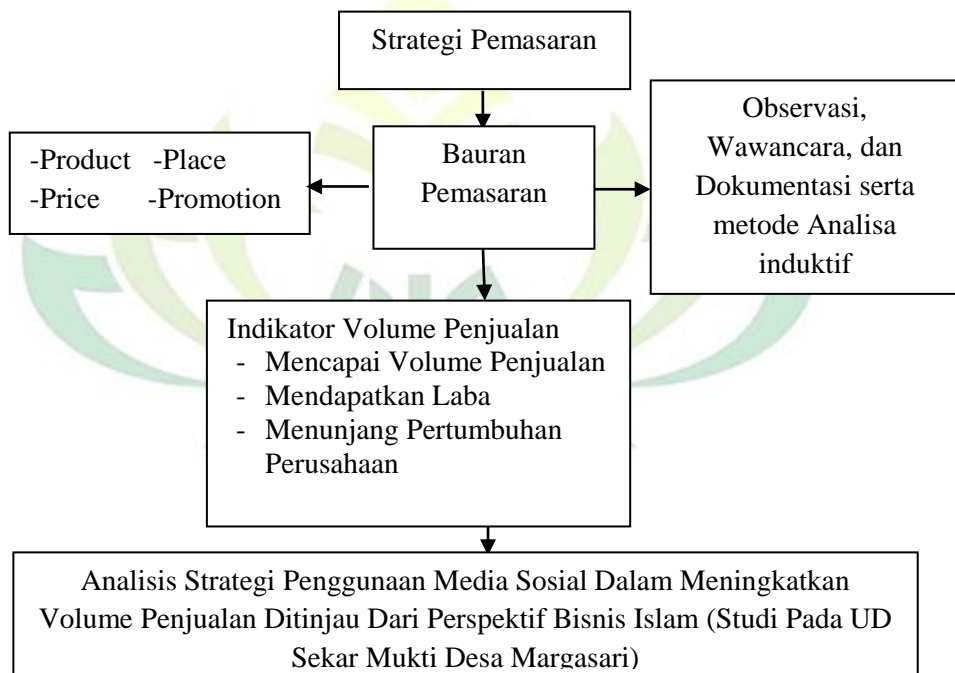 Strategi Pemasaran
-Product -Place
-Price -Promotion
Bauran
Pemasaran
Observasi,
Wawancara, dan
Dokumentasi serta
metode Analisa
induktif
Indikator Volume Penjualan
- Mencapai Volume Penjualan
- Mendapatkan Laba
- Menunjang Pertumbuhan
Perusahaan
Analisis Strategi Penggunaan Media Sosial Dalam Meningkatkan
Volume Penjualan Ditinjau Dari Perspektif Bisnis Islam (Studi Pada UD
Sekar Mukti Desa Margasari)